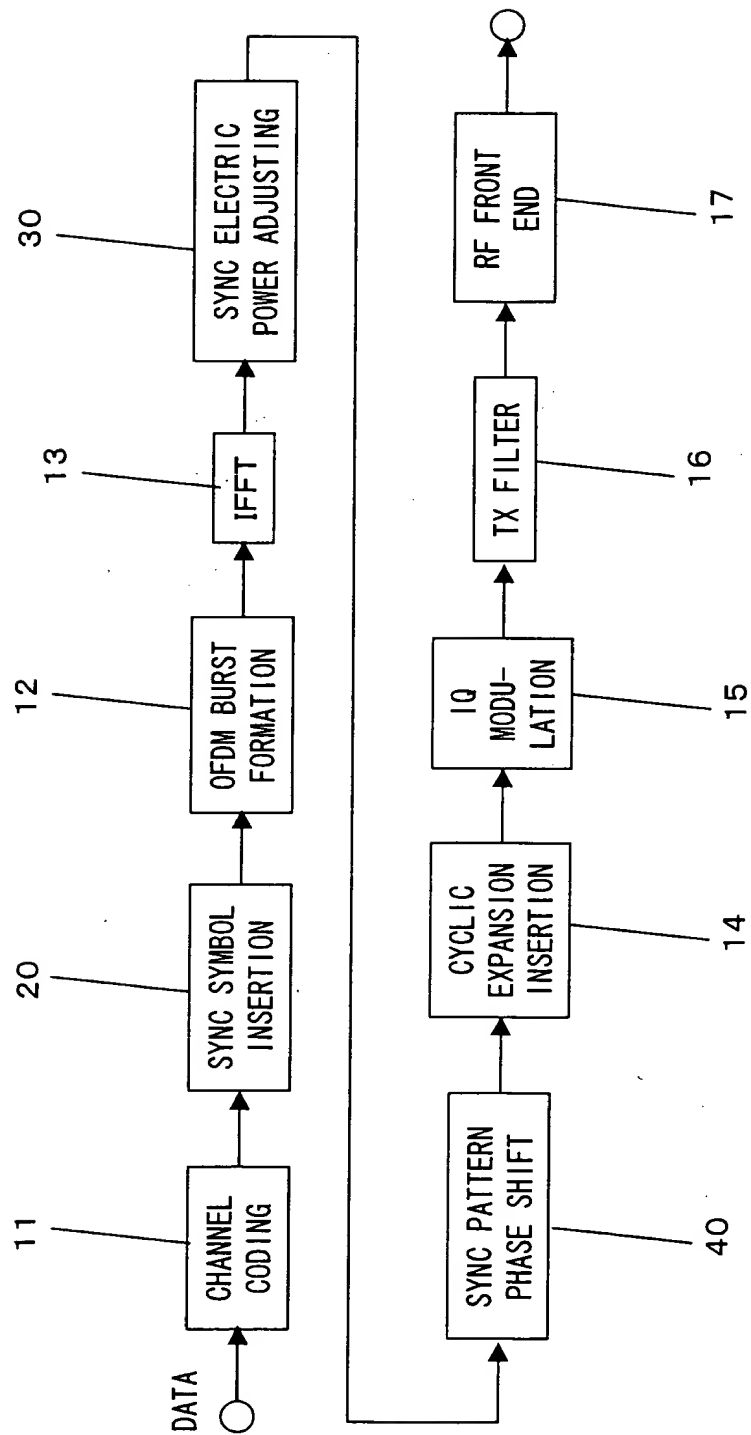 DATA
11
CHANNEL
CODING
20
SYNC SYMBOL
INSERTION
12
OFDM BURST
FORMATION
13
IFFT
30
SYNC ELECTRIC
POWER ADJUSTING
SYNC PATTERN
PHASE SHIFT
40
CYCLIC
EXPANSION
INSERTION
14
IQ
MODU-
LATION
15
TX FILTER
16
RF FRONT
END
17